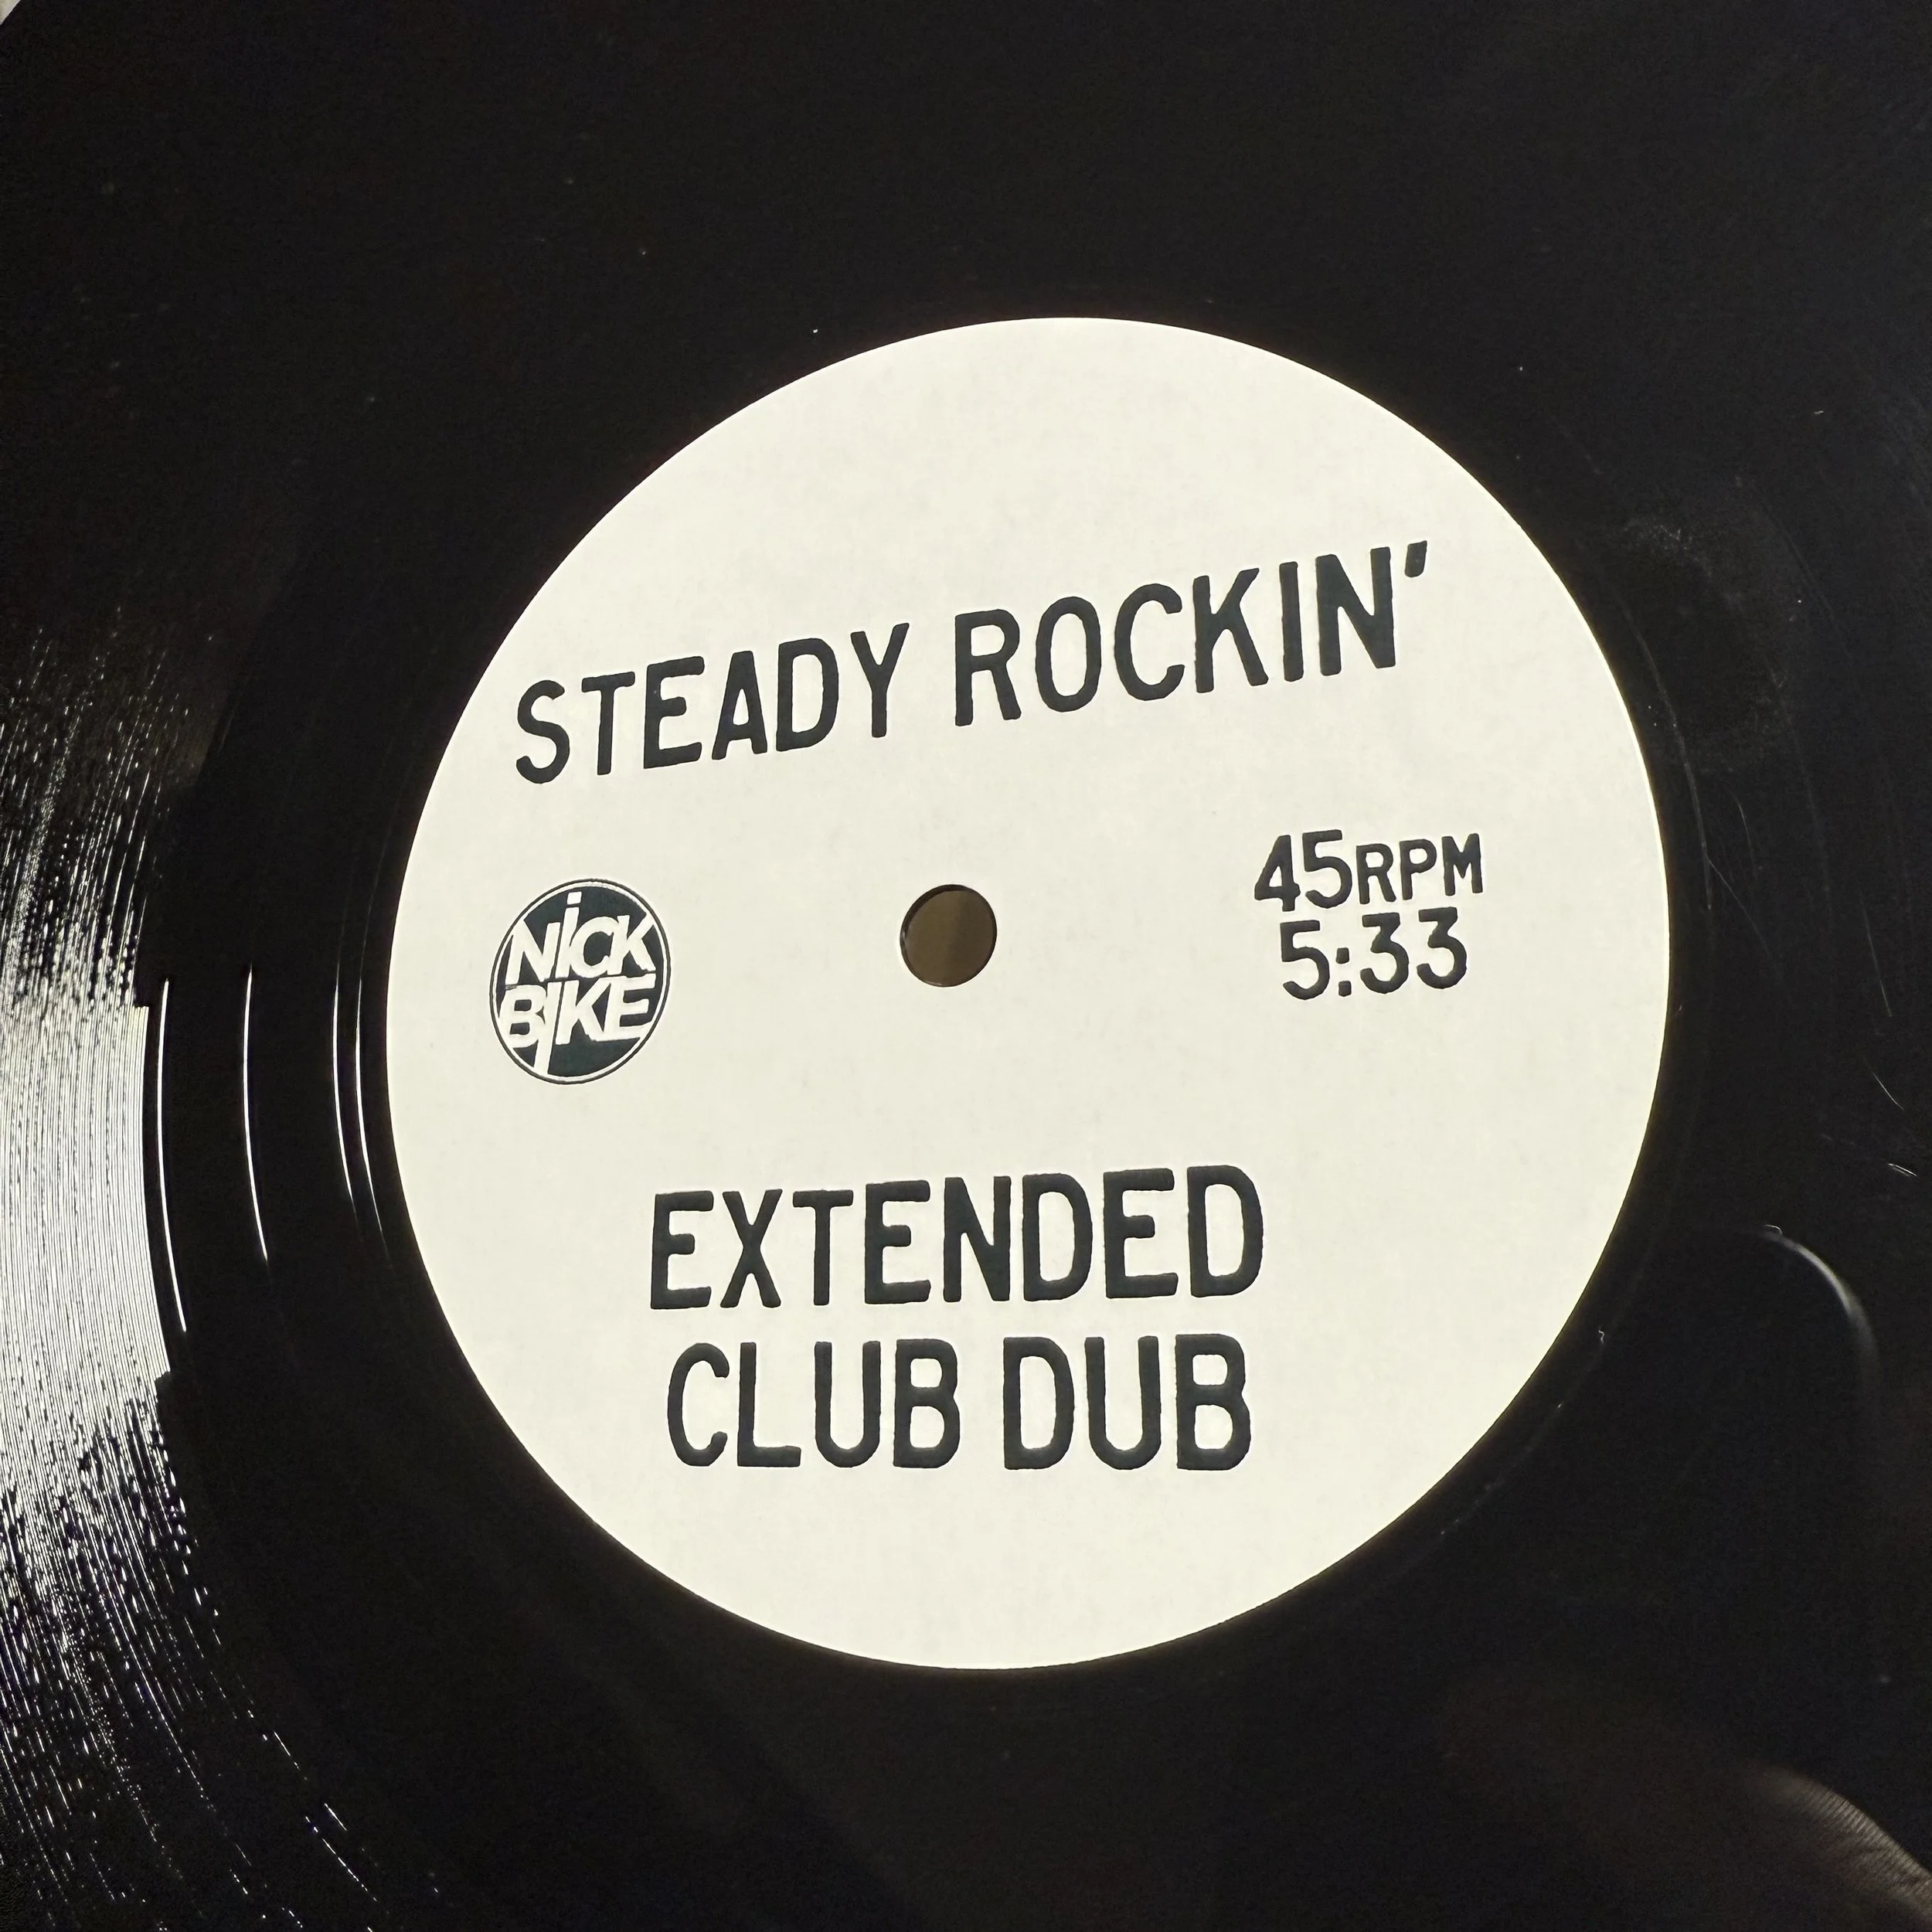 STEADY ROCKIN'
45RPM
5:33
NiCK
BiKE
EXTENDED
CLUB DUB